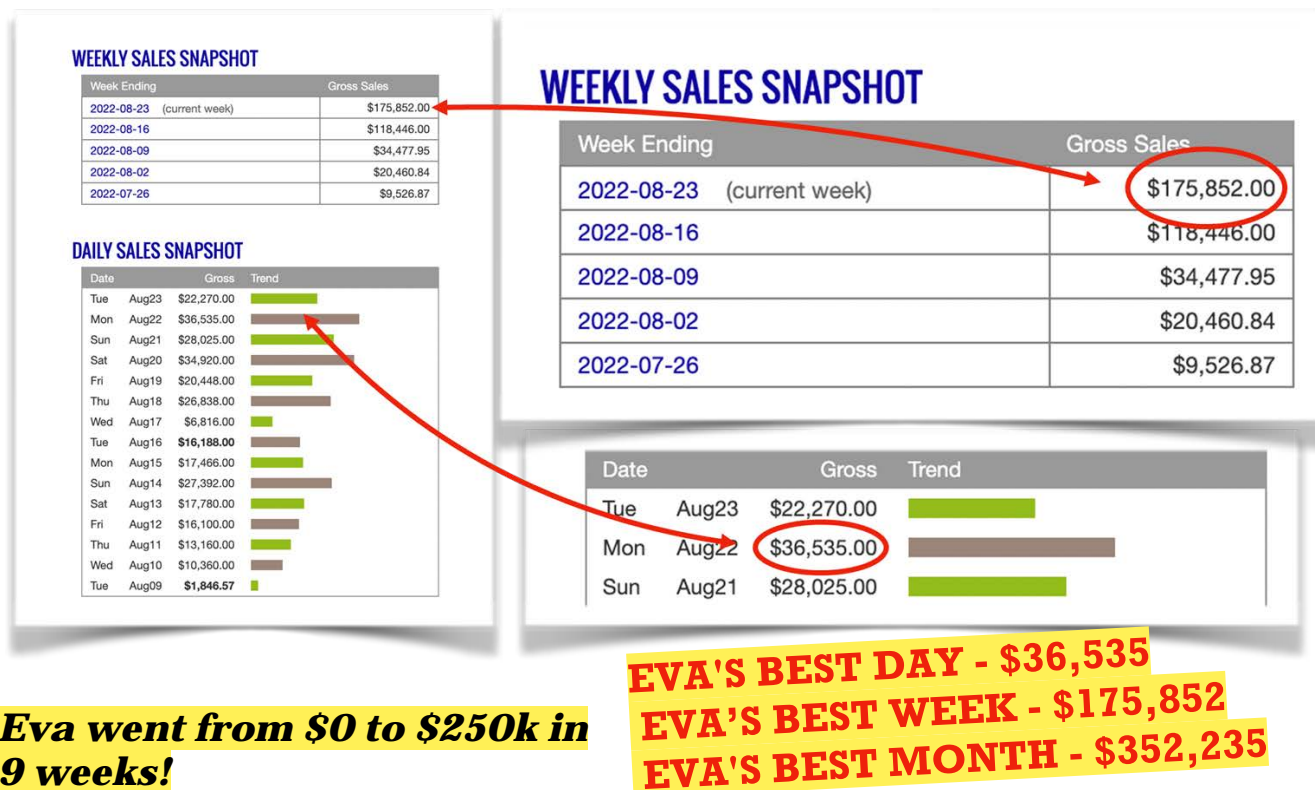 WEEKLY SALES SNAPSHOT
Week Ending Gross Sales
2022-08-23 (current week) $175,852.00
2022-08-16 $118,446.00
2022-08-09 $34,477.95
2022-08-02 $20,460.84
2022-07-26 $9,526.87
DAILY SALES SNAPSHOT
Date Gross Trend
Tue Aug23 $22,270.00
Mon Aug22 $36,535.00
Sun Aug21 $28,025.00
Sat Aug20 $34,920.00
Fri Aug19 $20,448.00
Thu Aug18 $26,838.00
Wed Aug17 $6,816.00
Tue Aug16 $16,188.00
Mon Aug15 $17,466.00
Sun Aug14 $27,392.00
Sat Aug13 $17,780.00
Fri Aug12 $16,100.00
Thu Aug11 $13,160.00
Wed Aug10 $10,360.00
Tue Aug09 $1,846.57
WEEKLY SALES SNAPSHOT
Week Ending Gross Sales
2022-08-23 (current week) $175,852.00
2022-08-16 $118,446.00
2022-08-09 $34,477.95
2022-08-02 $20,460.84
2022-07-26 $9,526.87
Date Gross Trend
Tue Aug23 $22,270.00
Mon Aug22 $36,535.00
Sun Aug21 $28,025.00
EVA'S BEST DAY - $36,535
EVA’S BEST WEEK - $175,852
EVA'S BEST MONTH - $352,235
Eva went from $0 to $250k in
9 weeks!